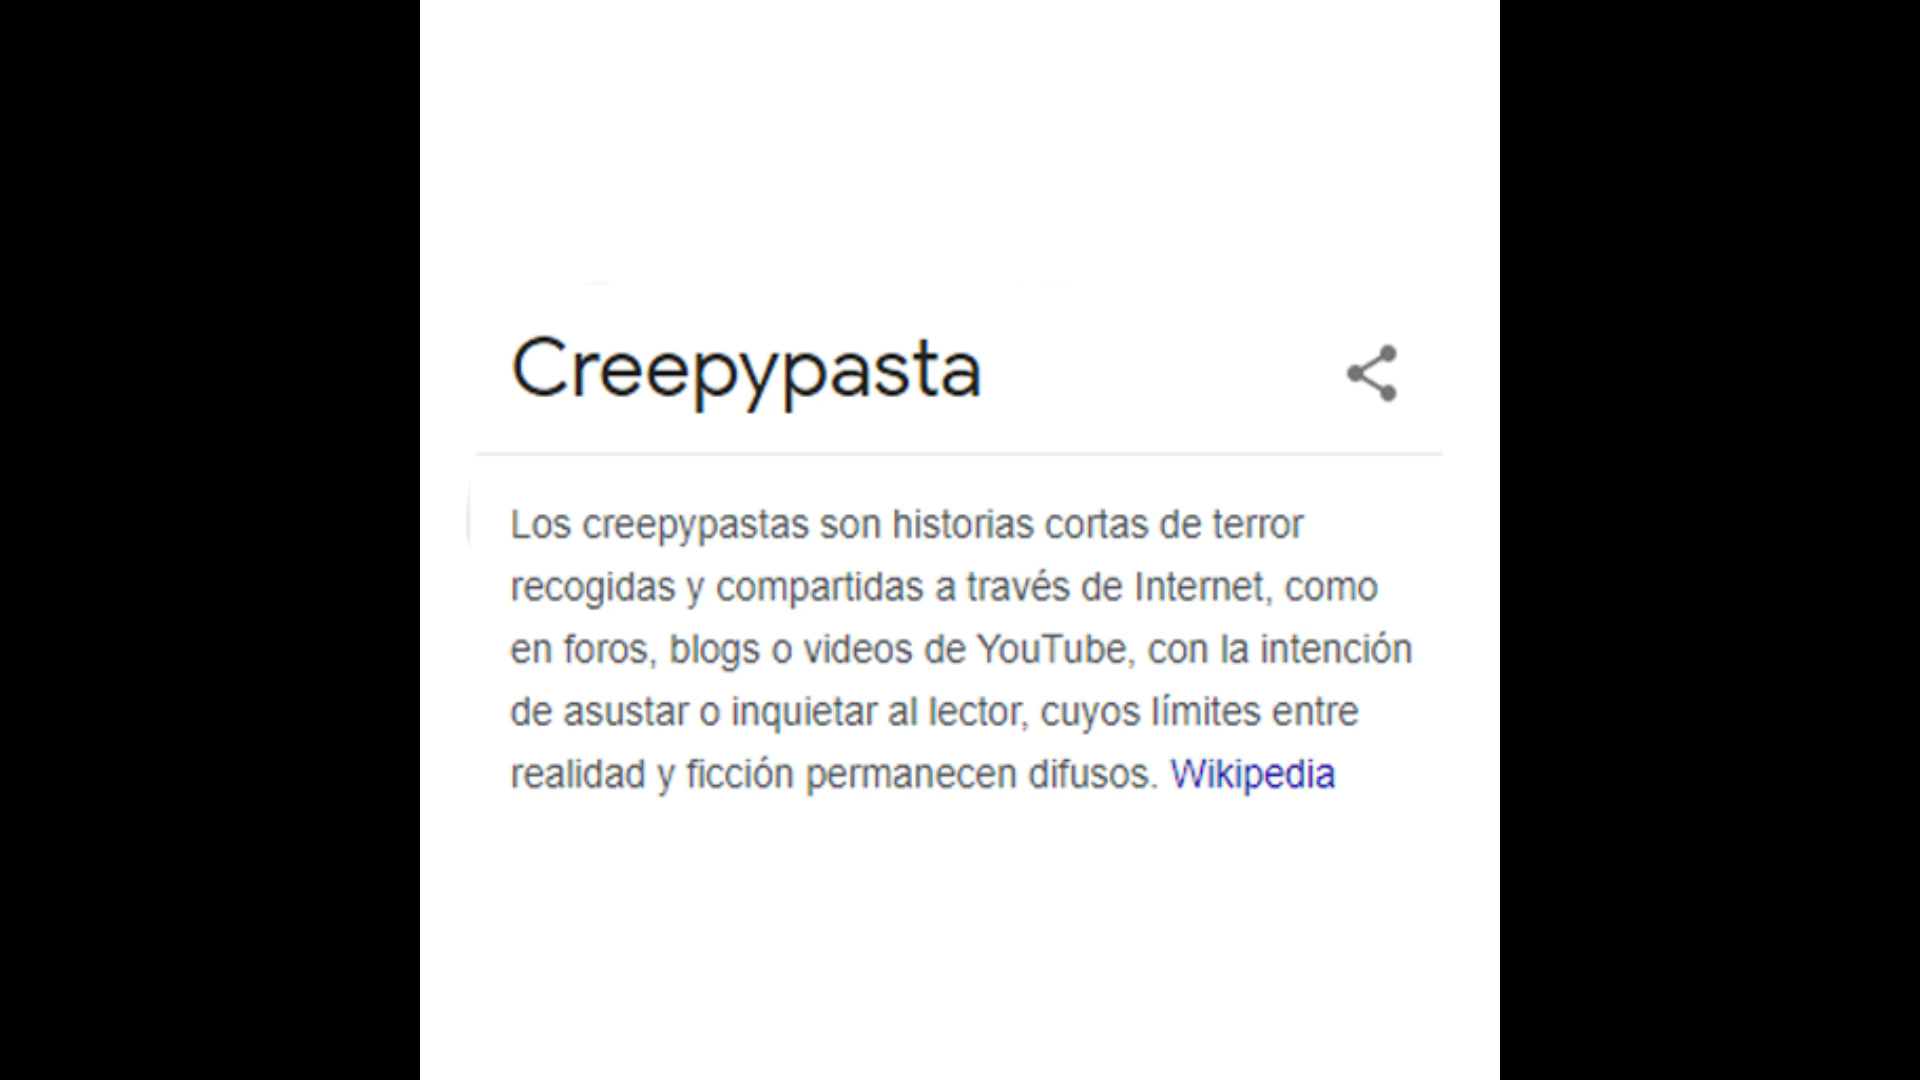 Creepypasta
Los creepypastas son historias cortas de terror
recogidas y compartidas a través de Internet, como
en foros, blogs o videos de YouTube, con la intención
de asustar o inquietar al lector, cuyos límites entre
realidad y ficción permanecen difusos. Wikipedia